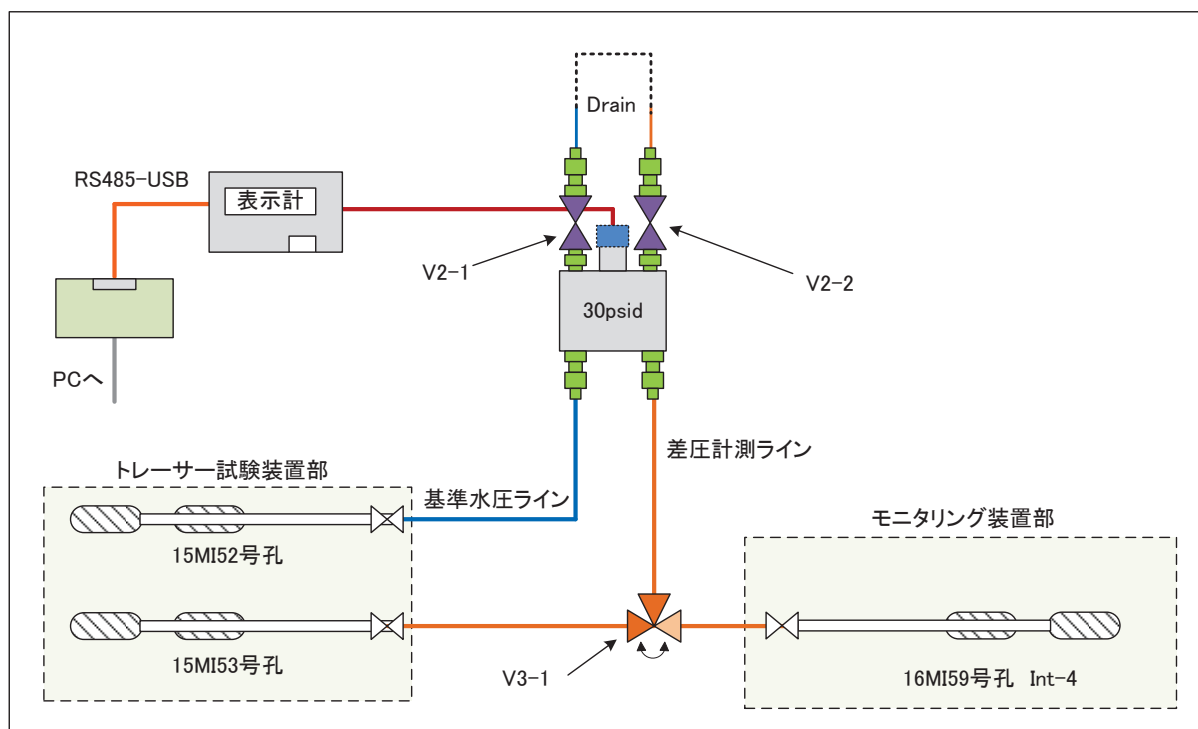 Drain
RS485-USB
表示計
V2-1
V2-2
30psid
PCへ
差圧計測ライン
トレーサー試験装置部
基準水圧ライン
モニタリング装置部
15MI52号孔
15MI53号孔
V3-1
16MI59号孔 Int-4